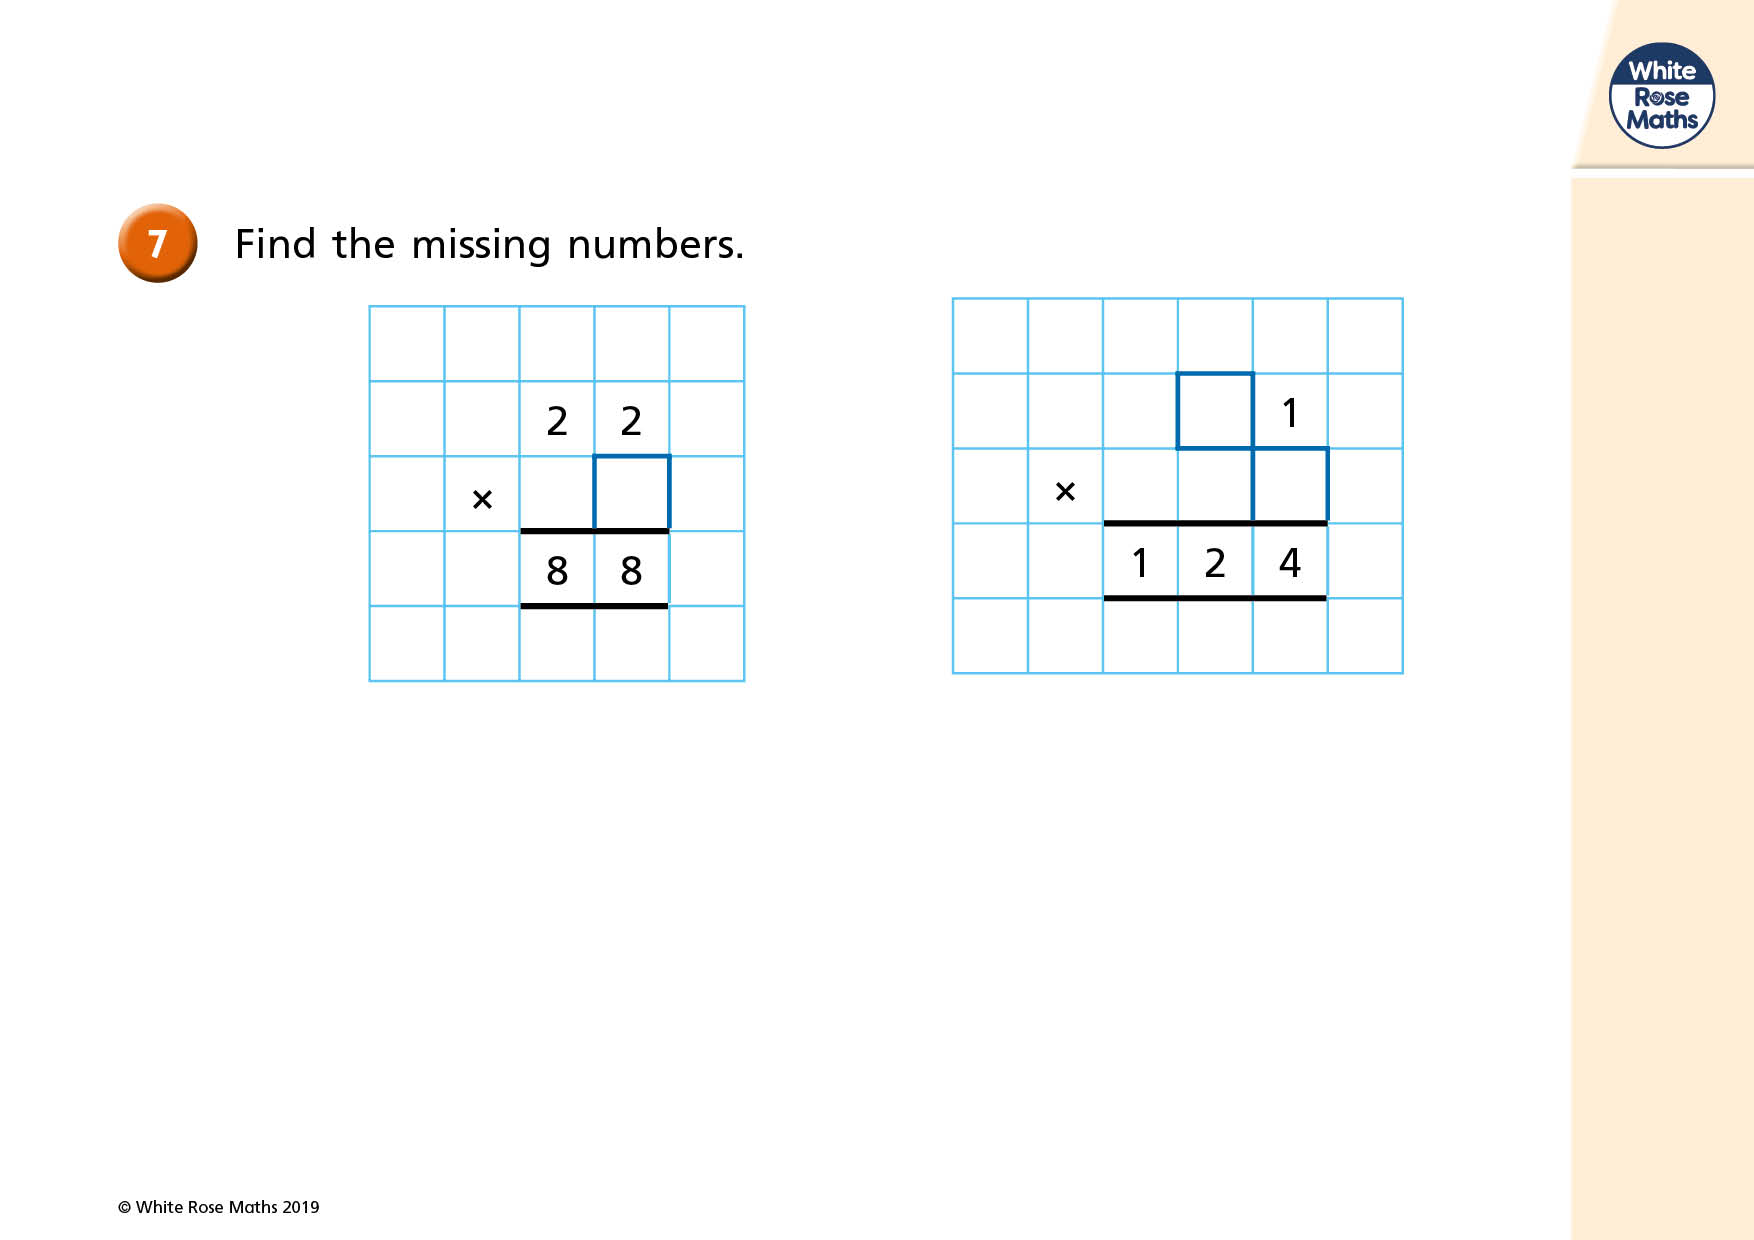 White
Rose
Maths
7 Find the missing numbers.
2 2
×
8 8
1
×
1 2 4
© White Rose Maths 2019